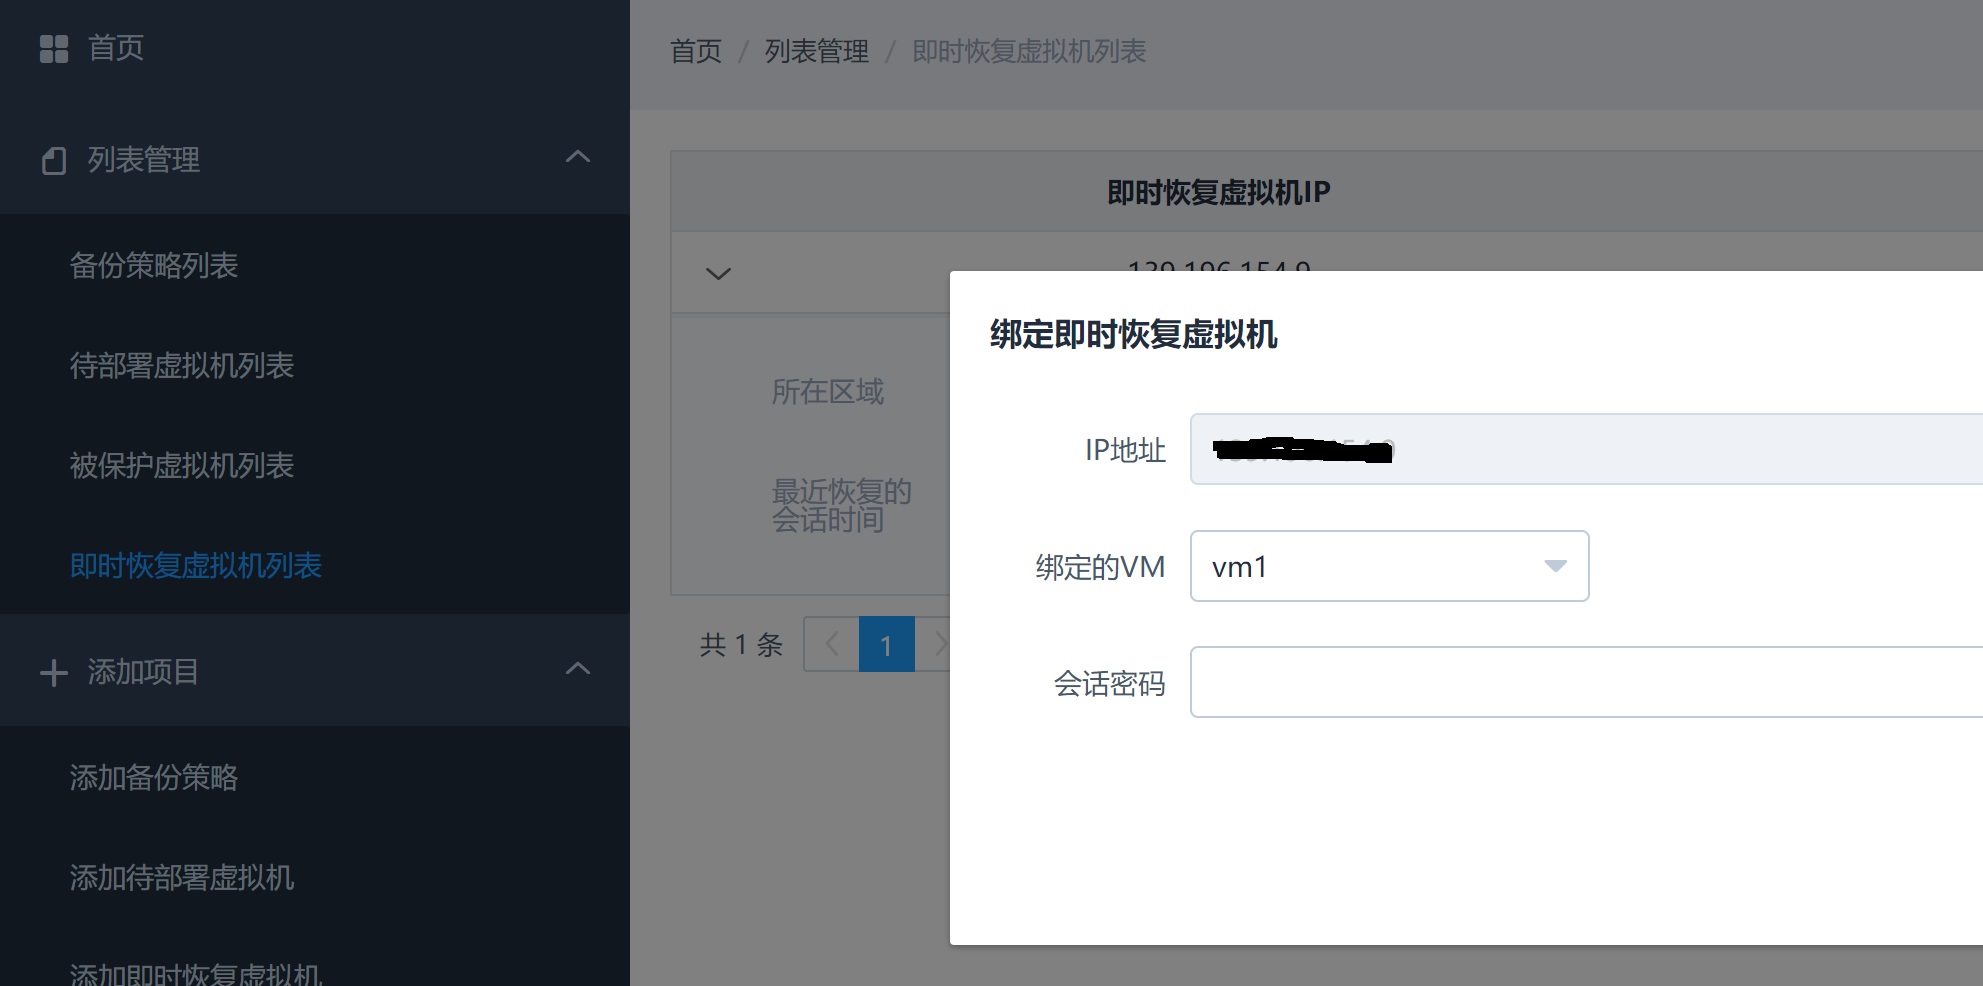 首页
列表管理
备份策略列表
待部署虚拟机列表
被保护虚拟机列表
即时恢复虚拟机列表
添加项目
添加备份策略
添加待部署虚拟机
添加即时恢复虚拟机
首页 / 列表管理 / 即时恢复虚拟机列表
即时恢复虚拟机IP
所在区域
最近恢复的
会话时间
共 1 条
1
绑定即时恢复虚拟机
IP地址
绑定的VM
vm1
会话密码